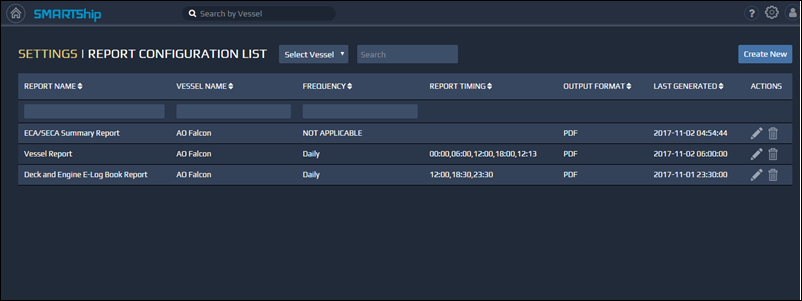 SMARTShip Search by Vessel ?
SETTINGS | REPORT CONFIGURATION LIST Select Vessel Search Create New
REPORT NAME VESSEL NAME FREQUENCY REPORT TIMING OUTPUT FORMAT LAST GENERATED ACTIONS
ECA/SECA Summary Report AO Falcon NOT APPLICABLE PDF 2017-11-02 04:54:44
Vessel Report AO Falcon Daily 00:00,06:00,12:00,18:00,12:13 PDF 2017-11-02 06:00:00
Deck and Engine E-Log Book Report AO Falcon Daily 12:00,18:30,23:30 PDF 2017-11-01 23:30:00